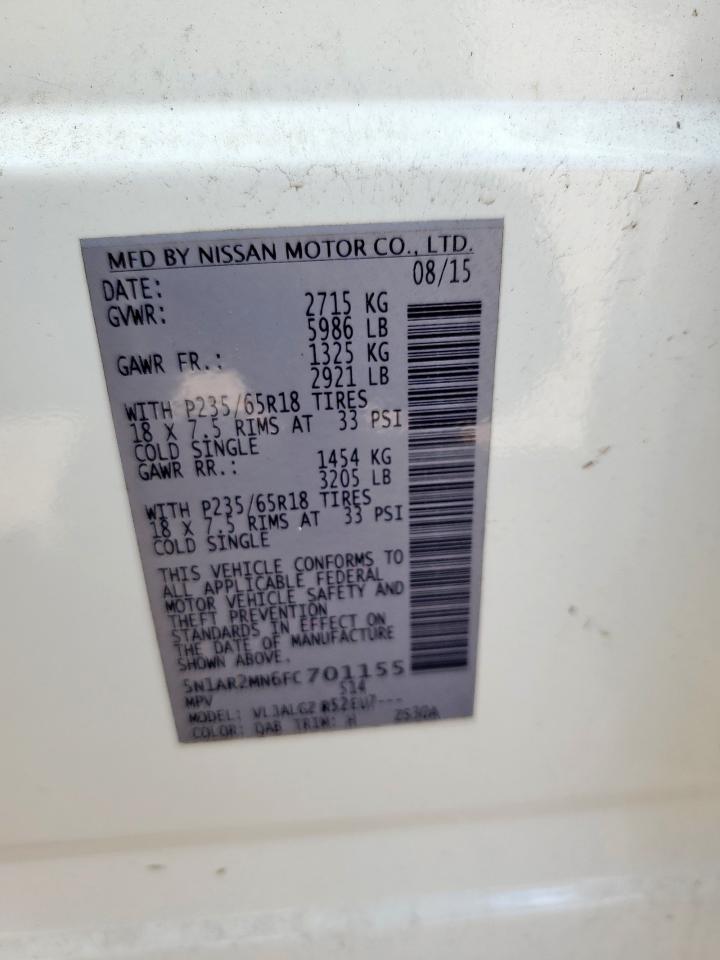 MFD BY NISSAN MOTOR CO., LTD.
DATE: 08/15
GVWR: 2715 KG
5986 LB
GAWR FR.: 1325 KG
2921 LB
WITH P235/65R18 TIRES
18 X 7.5 RIMS AT 33 PSI
COLD SINGLE
GAWR RR.: 1454 KG
3205 LB
WITH P235/65R18 TIRES
18 X 7.5 RIMS AT 33 PSI
COLD SINGLE
THIS VEHICLE CONFORMS TO
ALL APPLICABLE FEDERAL
MOTOR VEHICLE SAFETY AND
THEFT PREVENTION
STANDARDS IN EFFECT ON
THE DATE OF MANUFACTURE
SHOWN ABOVE.
5N1AR2MN6FC701155
MPV S14
MODEL:
COLOR: QAB TRIM: H